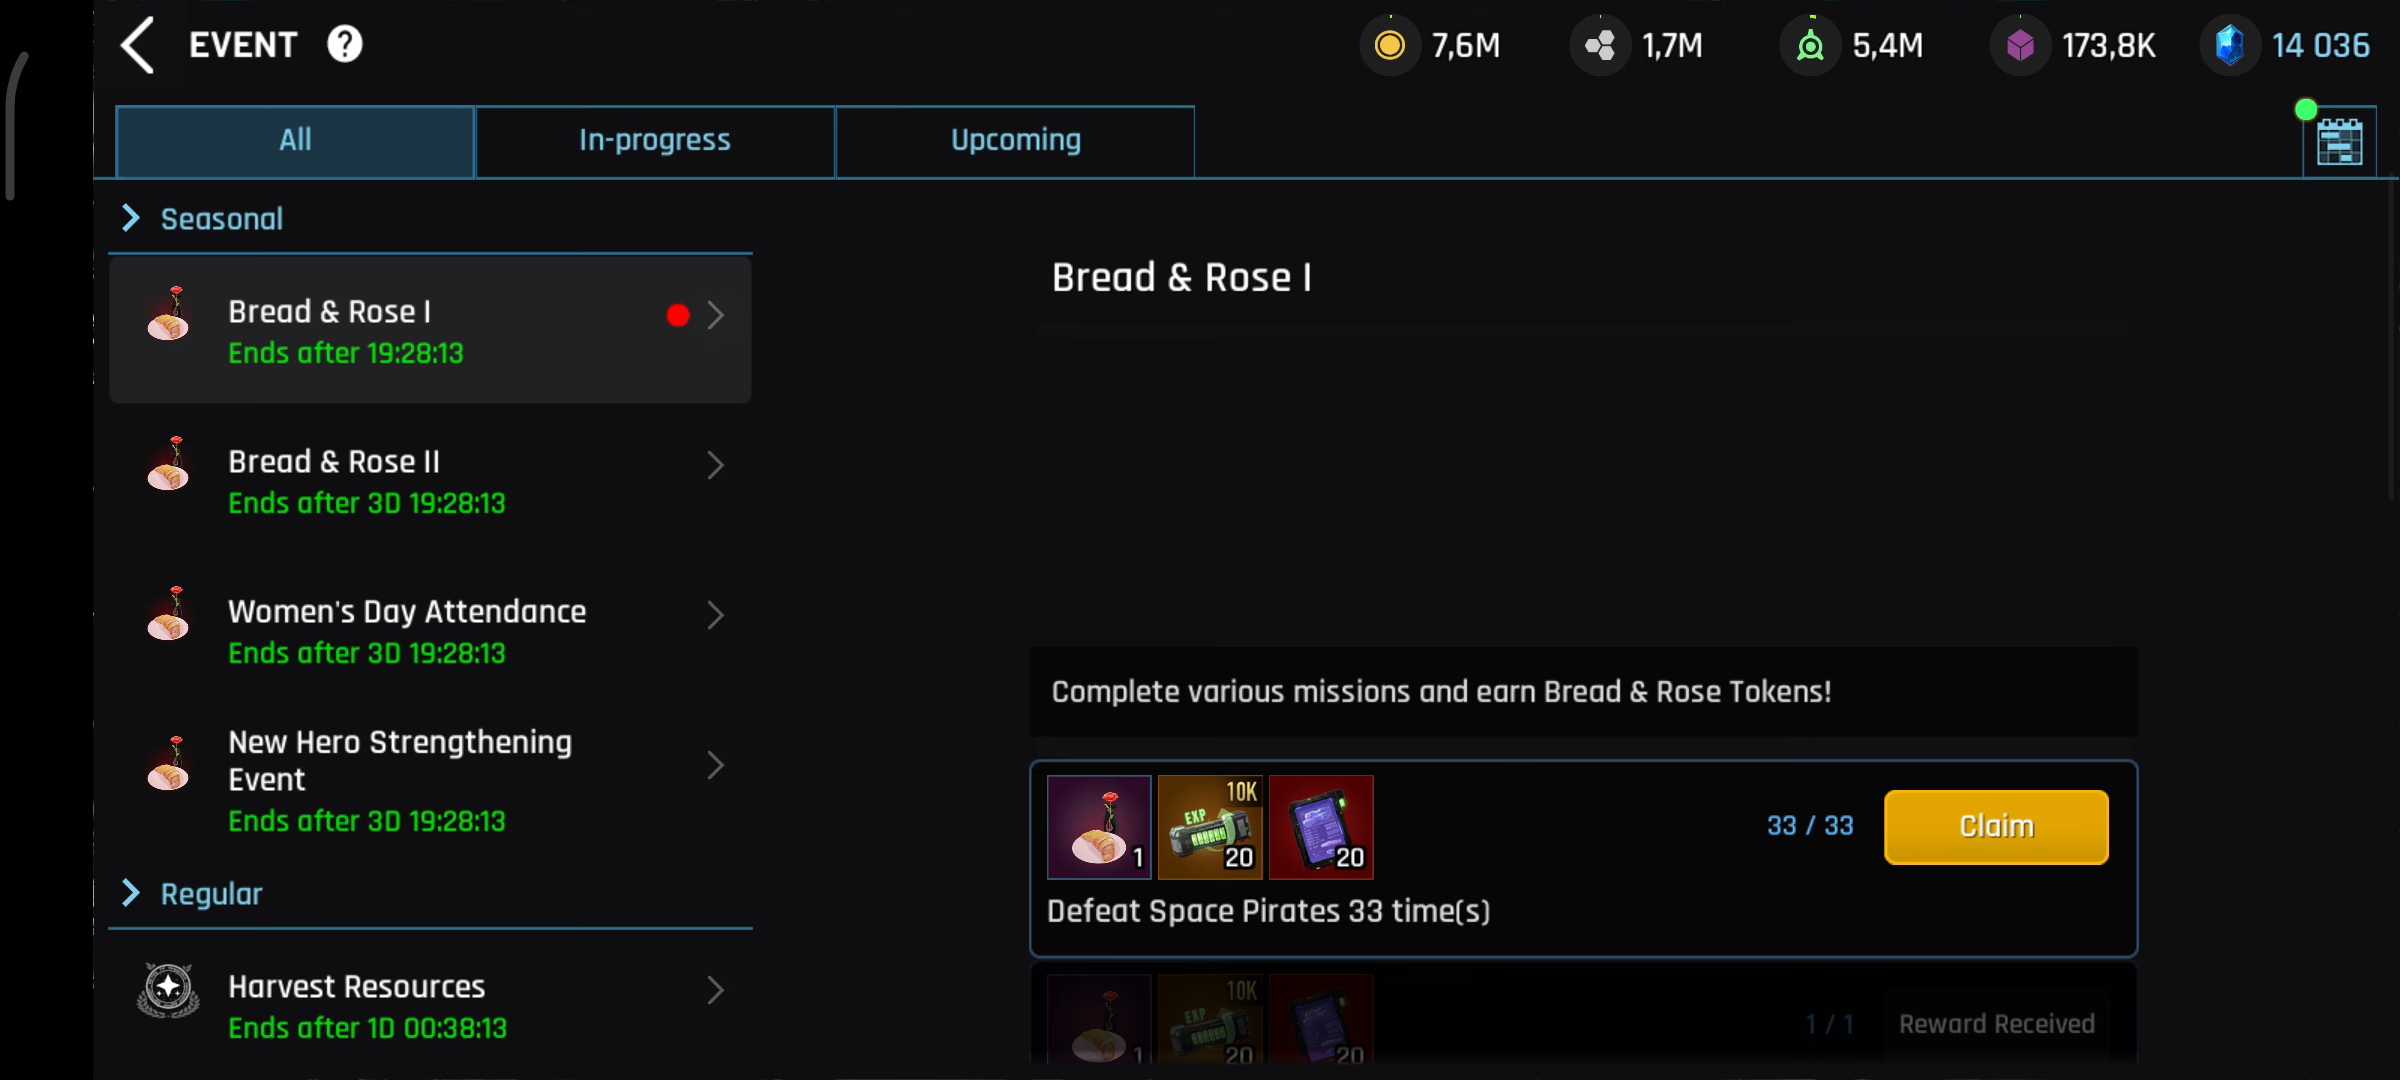 EVENT ?
7,6M
1,7M
5,4M
173,8K
14 036
All
In-progress
Upcoming
Seasonal
Bread & Rose I
Ends after 19:28:13
Bread & Rose II
Ends after 3D 19:28:13
Women's Day Attendance
Ends after 3D 19:28:13
New Hero Strengthening
Event
Ends after 3D 19:28:13
Regular
Harvest Resources
Ends after 1D 00:38:13
Bread & Rose I
Complete various missions and earn Bread & Rose Tokens!
1
10K
EXP
20
20
33 / 33
Claim
Defeat Space Pirates 33 time(s)
1
10K
EXP
20
20
1 / 1
Reward Received